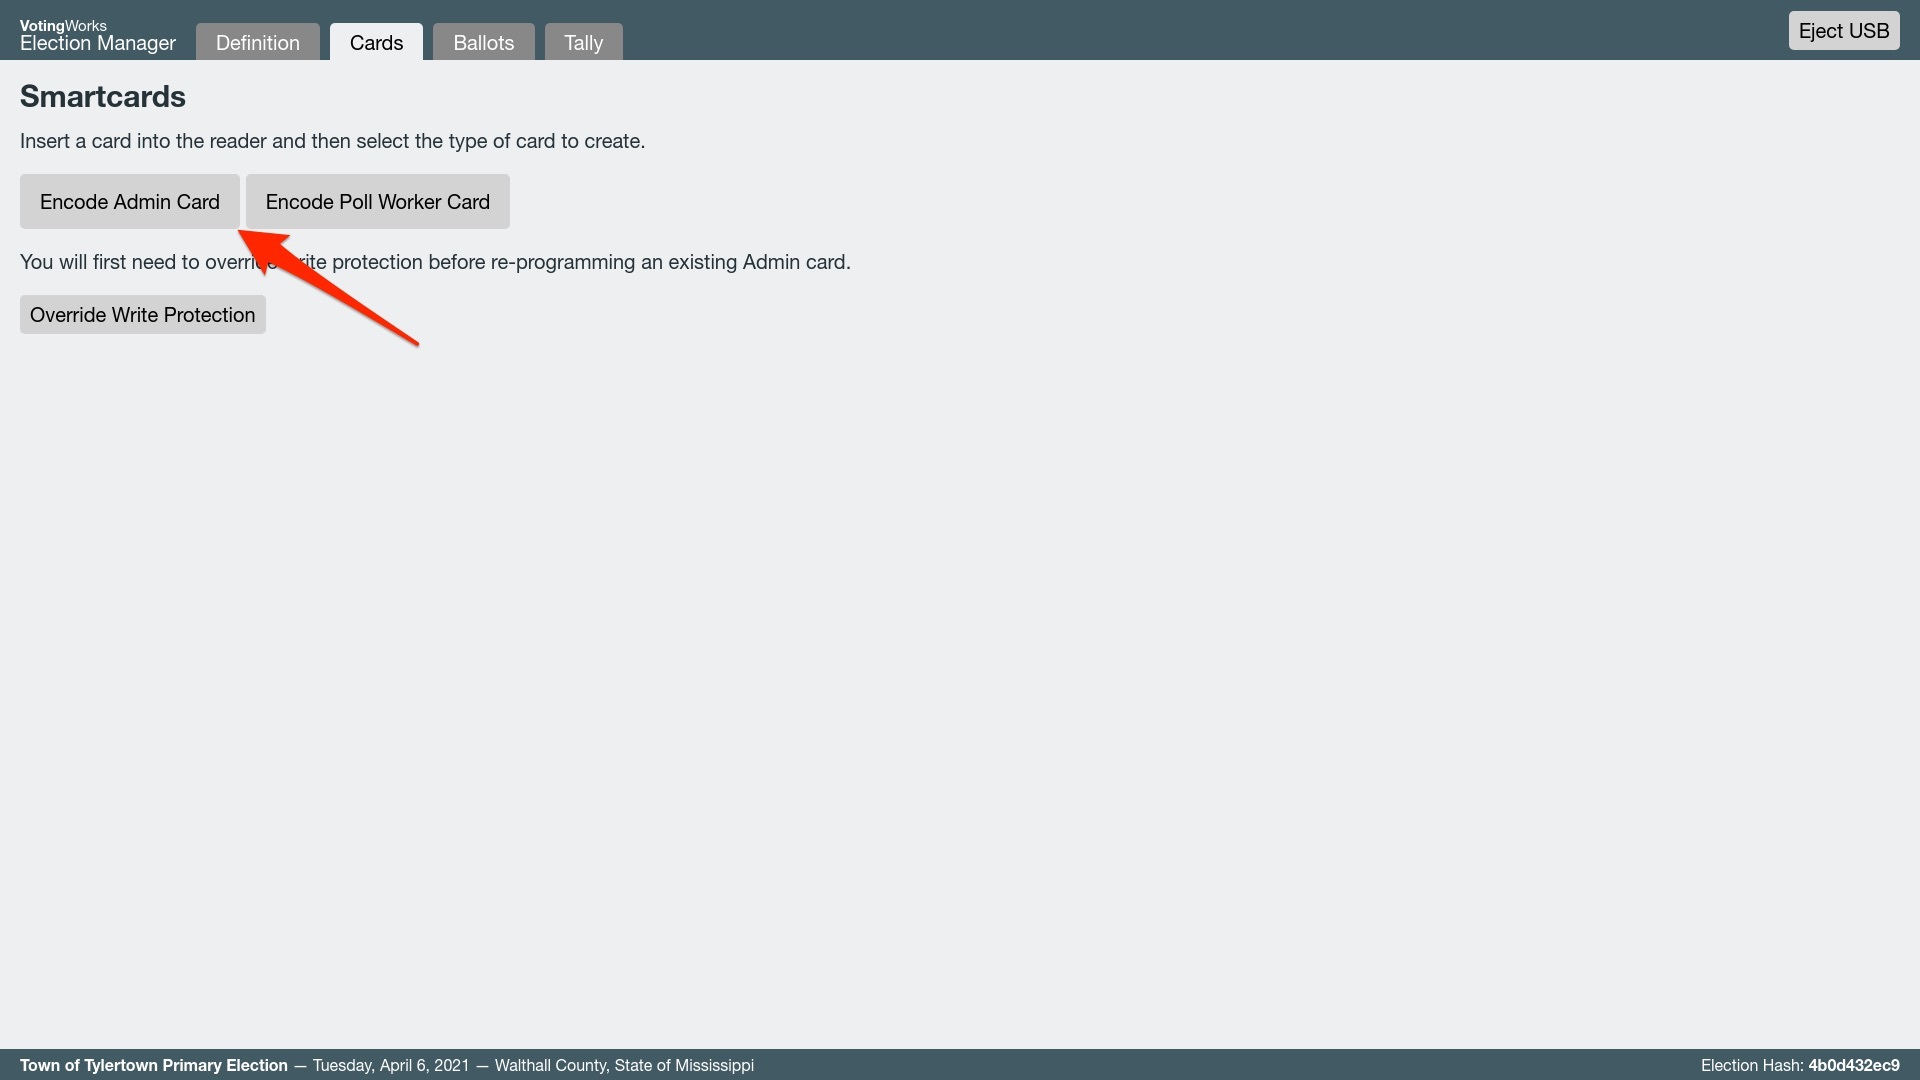 VotingWorks
Election Manager
Definition
Cards
Ballots
Tally
Eject USB
Smartcards
Insert a card into the reader and then select the type of card to create.
Encode Admin Card
Encode Poll Worker Card
You will first need to protection before re-programming an existing Admin card.
Override Write Protection
Town of Tylertown Primary Election — Tuesday, April 6, 2021 — Walthall County, State of Mississippi
Election Hash: 4b0d432ec9